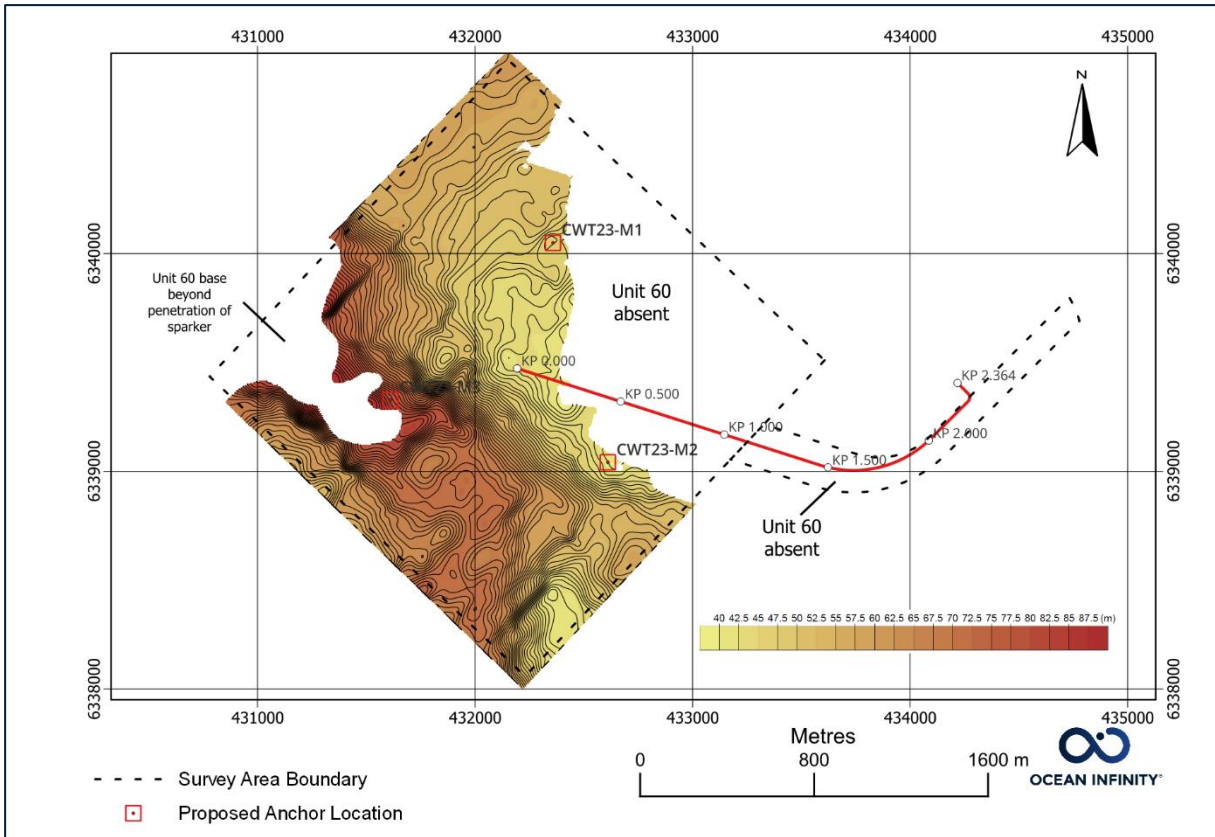 431000 432000 433000 434000 435000
N
CWT23-M1
6340000
6340000
Unit 60 base
beyond
penetration of
sparker
Unit 60
absent
KP 0.000
KP 0.500
KP 2.364
KP 1.000
KP 2.000
CWT23-M2
KP 1.500
6339000
6339000
Unit 60
absent
40 42.5 45 47.5 50 52.5 55 57.5 60 62.5 65 67.5 70 72.5 75 77.5 80 82.5 85 87.5 (m)
6338000
6338000
431000 432000 433000 434000 435000
Metres
0 800 1600 m
OCEAN INFINITY®
Survey Area Boundary
Proposed Anchor Location